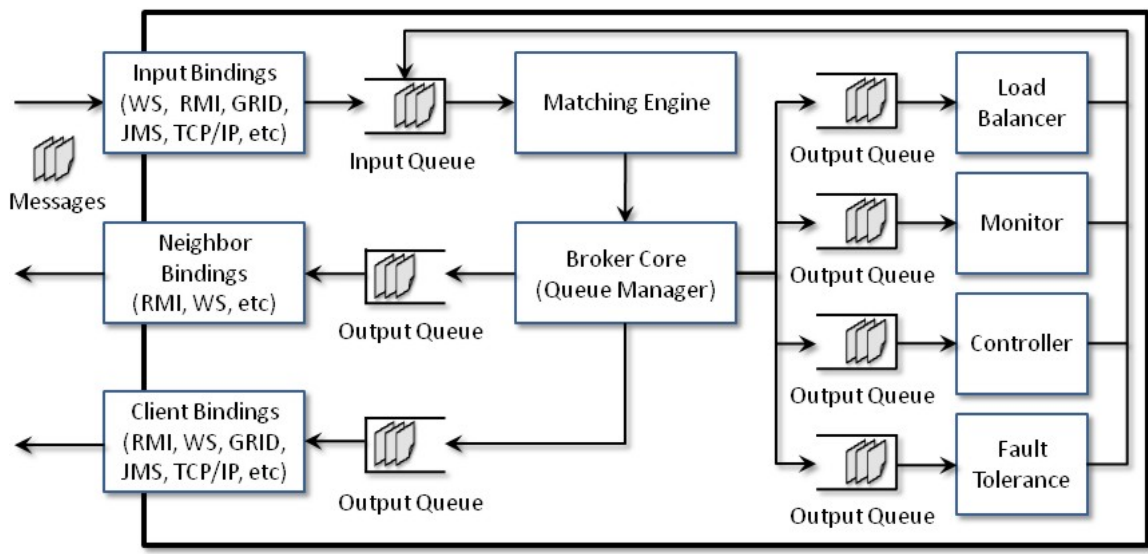 Input Bindings
(WS, RMI, GRID,
JMS, TCP/IP, etc)
Messages
Input Queue
Matching Engine
Output Queue
Load
Balancer
Neighbor
Bindings
(RMI, WS, etc)
Output Queue
Broker Core
(Queue Manager)
Output Queue
Monitor
Output Queue
Controller
Client Bindings
(RMI, WS, GRID,
JMS, TCP/IP, etc)
Output Queue
Output Queue
Fault
Tolerance